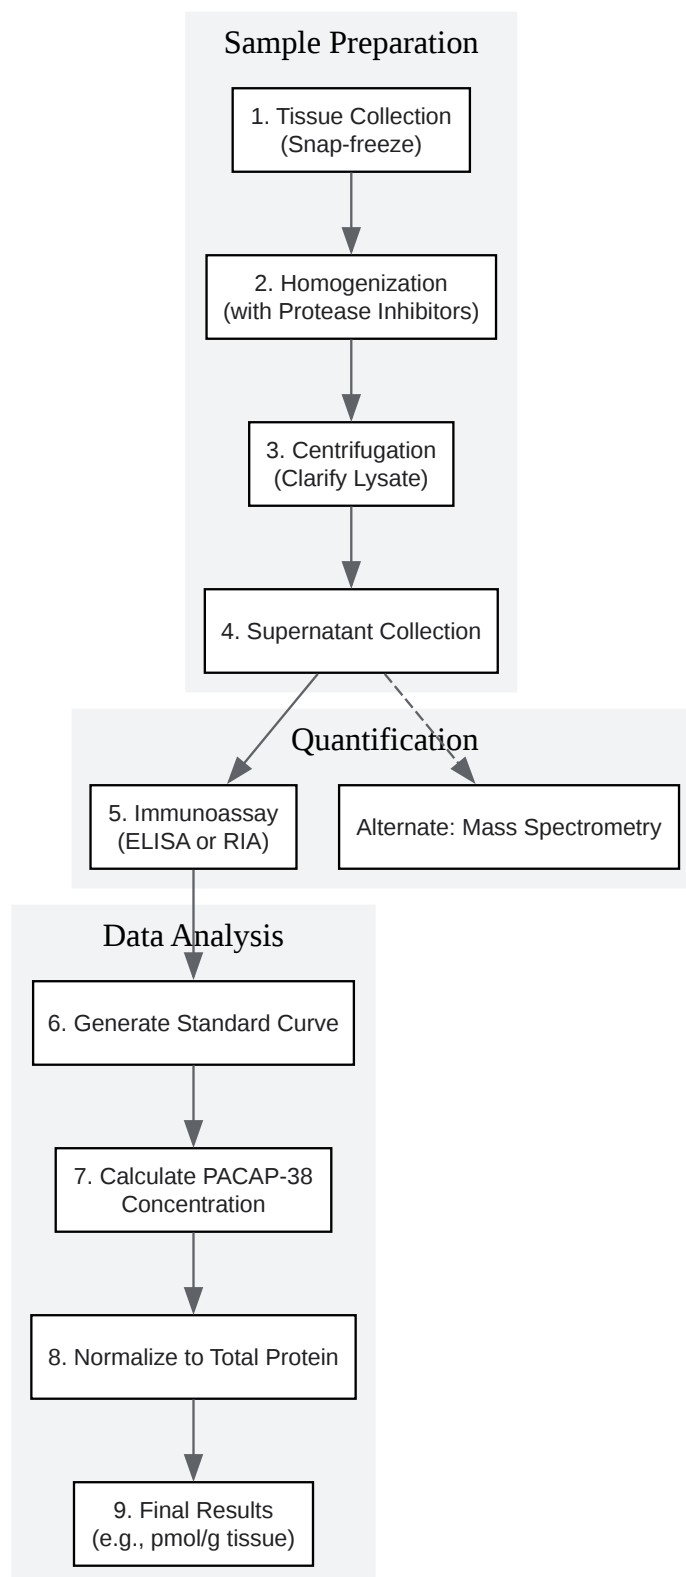 Sample Preparation
1. Tissue Collection
(Snap-freeze)
2. Homogenization
(with Protease Inhibitors)
3. Centrifugation
(Clarify Lysate)
4. Supernatant Collection
Quantification
5. Immunoassay
(ELISA or RIA)
Alternate: Mass Spectrometry
Data Analysis
6. Generate Standard Curve
7. Calculate PACAP-38
Concentration
8. Normalize to Total Protein
9. Final Results
(e.g., pmol/g tissue)